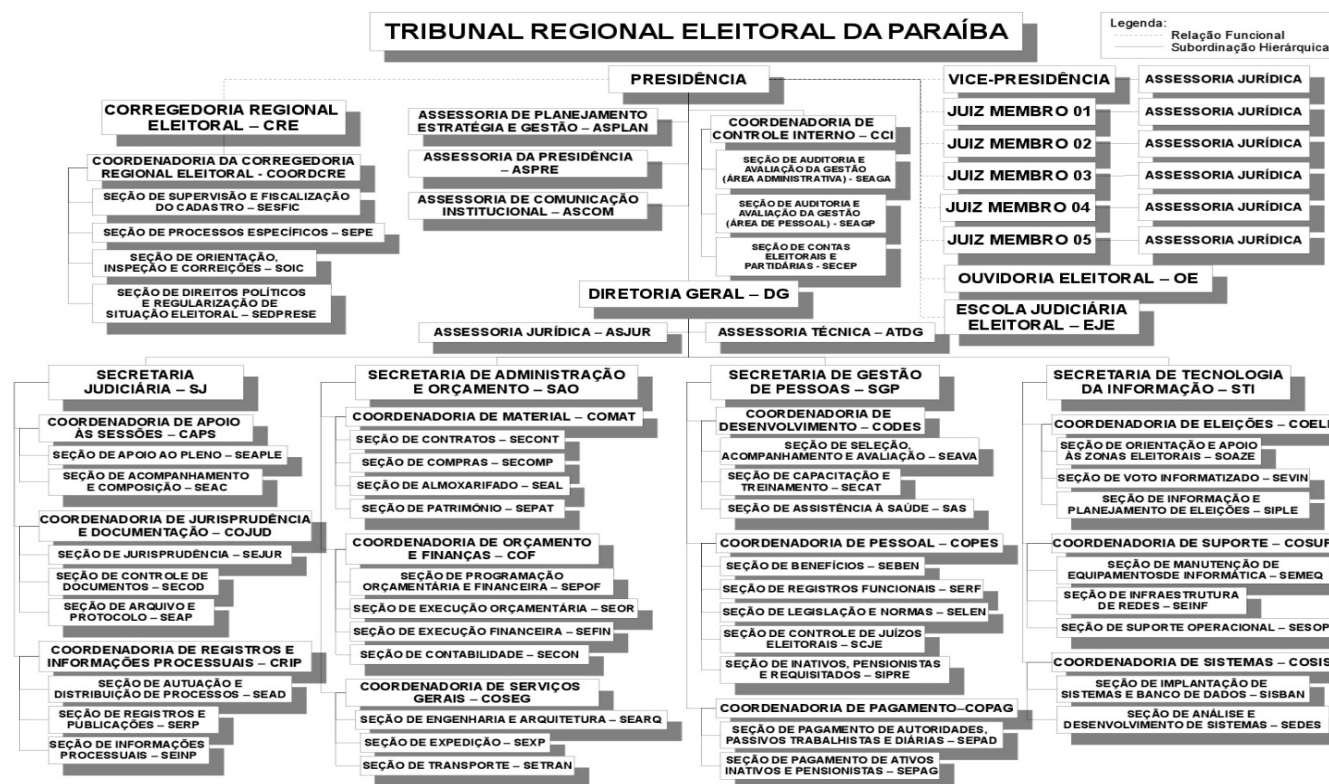 TRIBUNAL REGIONAL ELEITORAL DA PARAÍBA
Legenda:
Relação Funcional
Subordinação Hierárquica
PRESIDÊNCIA
CORREGEDORIA REGIONAL
ELEITORAL – CRE
COORDENADORIA DA CORREGEDORIA
REGIONAL ELEITORAL - COORDCRE
SEÇÃO DE SUPERVISÃO E FISCALIZAÇÃO
DO CADASTRO – SESFIC
SEÇÃO DE PROCESSOS ESPECÍFICOS – SEPE
SEÇÃO DE ORIENTAÇÃO,
INSPEÇÃO E CORREIÇÕES – SOIC
SEÇÃO DE DIREITOS POLÍTICOS
E REGULARIZAÇÃO DE
SITUAÇÃO ELEITORAL – SEDPRESE
ASSESSORIA DE PLANEJAMENTO
ESTRATÉGIA E GESTÃO – ASPLAN
ASSESSORIA DA PRESIDÊNCIA
– ASPRE
ASSESSORIA DE COMUNICAÇÃO
INSTITUCIONAL – ASCOM
COORDENADORIA DE
CONTROLE INTERNO – CCI
SEÇÃO DE AUDITORIA E
AVALIAÇÃO DA GESTÃO
(ÁREA ADMINISTRATIVA) - SEAGA
SEÇÃO DE AUDITORIA E
AVALIAÇÃO DA GESTÃO
(ÁREA DE PESSOAL) - SEAGP
SEÇÃO DE CONTAS
ELEITORAIS E
PARTIDÁRIAS - SECEP
VICE-PRESIDÊNCIA
ASSESSORIA JURÍDICA
JUIZ MEMBRO 01
ASSESSORIA JURÍDICA
JUIZ MEMBRO 02
ASSESSORIA JURÍDICA
JUIZ MEMBRO 03
ASSESSORIA JURÍDICA
JUIZ MEMBRO 04
ASSESSORIA JURÍDICA
JUIZ MEMBRO 05
ASSESSORIA JURÍDICA
OUVIDORIA ELEITORAL – OE
ESCOLA JUDICIÁRIA
ELEITORAL – EJE
DIRETORIA GERAL – DG
ASSESSORIA JURÍDICA – ASJUR
ASSESSORIA TÉCNICA – ATDG
SECRETARIA
JUDICIÁRIA – SJ
COORDENADORIA DE APOIO
ÀS SESSÕES – CAPS
SEÇÃO DE APOIO AO PLENO – SEAPLE
SEÇÃO DE ACOMPANHAMENTO
E COMPOSIÇÃO – SEAC
COORDENADORIA DE JURISPRUDÊNCIA
E DOCUMENTAÇÃO – COJUD
SEÇÃO DE JURISPRUDÊNCIA – SEJUR
SEÇÃO DE CONTROLE DE
DOCUMENTOS – SECOD
SEÇÃO DE ARQUIVO E
PROTOCOLO – SEAP
COORDENADORIA DE REGISTROS E
INFORMAÇÕES PROCESSUAIS – CRIP
SEÇÃO DE AUTUAÇÃO E
DISTRIBUIÇÃO DE PROCESSOS – SEAD
SEÇÃO DE REGISTROS E
PUBLICAÇÕES – SERP
SEÇÃO DE INFORMAÇÕES
PROCESSUAIS – SEINP
SECRETARIA DE ADMINISTRAÇÃO
E ORÇAMENTO – SAO
COORDENADORIA DE MATERIAL – COMAT
SEÇÃO DE CONTRATOS – SECONT
SEÇÃO DE COMPRAS – SECOMP
SEÇÃO DE ALMOXARIFADO – SEAL
SEÇÃO DE PATRIMÔNIO – SEPAT
COORDENADORIA DE ORÇAMENTO
E FINANÇAS – COF
SEÇÃO DE PROGRAMAÇÃO
ORÇAMENTÁRIA E FINANCEIRA – SEPOF
SEÇÃO DE EXECUÇÃO ORÇAMENTÁRIA – SEOR
SEÇÃO DE EXECUÇÃO FINANCEIRA – SEFIN
SEÇÃO DE CONTABILIDADE – SECON
COORDENADORIA DE SERVIÇOS
GERAIS – COSEG
SEÇÃO DE ENGENHARIA E ARQUITETURA – SEARQ
SEÇÃO DE EXPEDIÇÃO – SEXP
SEÇÃO DE TRANSPORTE – SETRAN
SECRETARIA DE GESTÃO
DE PESSOAS – SGP
COORDENADORIA DE
DESENVOLVIMENTO – CODES
SEÇÃO DE SELEÇÃO,
ACOMPANHAMENTO E AVALIAÇÃO – SEAVA
SEÇÃO DE CAPACITAÇÃO E
TREINAMENTO – SECAT
SEÇÃO DE ASSISTÊNCIA À SAÚDE – SAS
COORDENADORIA DE PESSOAL – COPES
SEÇÃO DE BENEFÍCIOS – SEBEN
SEÇÃO DE REGISTROS FUNCIONAIS – SERF
SEÇÃO DE LEGISLAÇÃO E NORMAS – SELEN
SEÇÃO DE CONTROLE DE JUÍZOS
ELEITORAIS – SCJE
SEÇÃO DE INATIVOS, PENSIONISTAS
E REQUISITADOS – SIPRE
COORDENADORIA DE PAGAMENTO–COPAG
SEÇÃO DE PAGAMENTO DE AUTORIDADES,
PASSIVOS TRABALHISTAS E DIÁRIAS – SEPAD
SEÇÃO DE PAGAMENTO DE ATIVOS
INATIVOS E PENSIONISTAS – SEPAG
SECRETARIA DE TECNOLOGIA
DA INFORMAÇÃO – STI
COORDENADORIA DE ELEIÇÕES – COELE
SEÇÃO DE ORIENTAÇÃO E APOIO
ÀS ZONAS ELEITORAIS – SOAZE
SEÇÃO DE VOTO INFORMATIZADO – SEVIN
SEÇÃO DE INFORMAÇÃO E
PLANEJAMENTO DE ELEIÇÕES – SIPLE
COORDENADORIA DE SUPORTE – COSUP
SEÇÃO DE MANUTENÇÃO DE
EQUIPAMENTOSDE INFORMÁTICA – SEMEQ
SEÇÃO DE INFRAESTRUTURA
DE REDES – SEINF
SEÇÃO DE SUPORTE OPERACIONAL – SESOP
COORDENADORIA DE SISTEMAS – COSIS
SEÇÃO DE IMPLANTAÇÃO DE
SISTEMAS E BANCO DE DADOS – SISBAN
SEÇÃO DE ANÁLISE E
DESENVOLVIMENTO DE SISTEMAS – SEDES